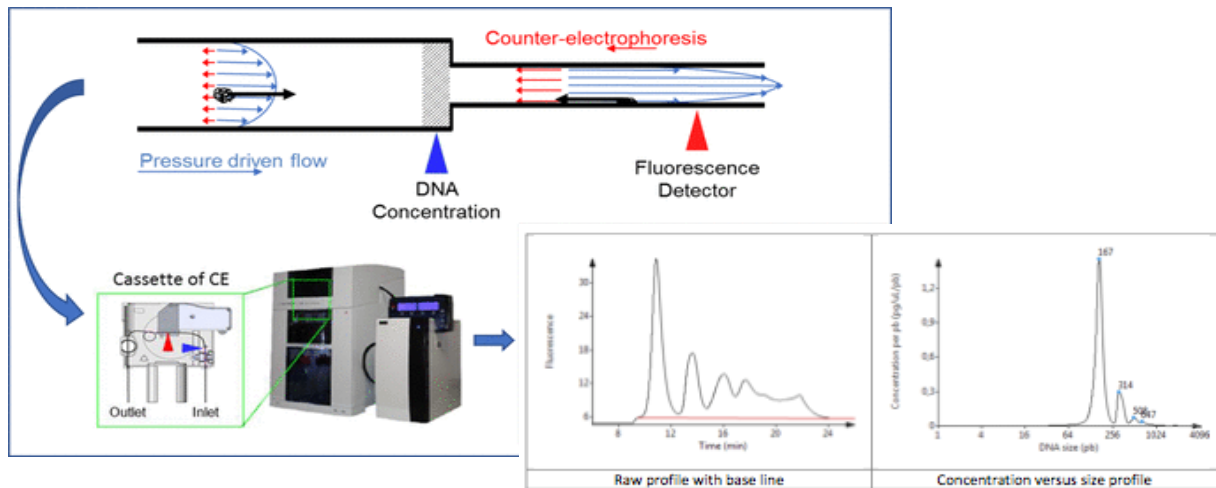 Counter-electrophoresis
Pressure driven flow
DNA
Concentration
Fluorescence
Detector
Cassette of CE
Outlet
Inlet
Fluorescence
30
24
18
12
6
8
12
16
20
24
Time (min)
Raw profile with base line
Concentration per pb (pg/uL/pb)
1,2
0,9
0,6
0,3
0,0
1
4
16
64
256
1024
4096
DNA size (pb)
167
314
Concentration versus size profile